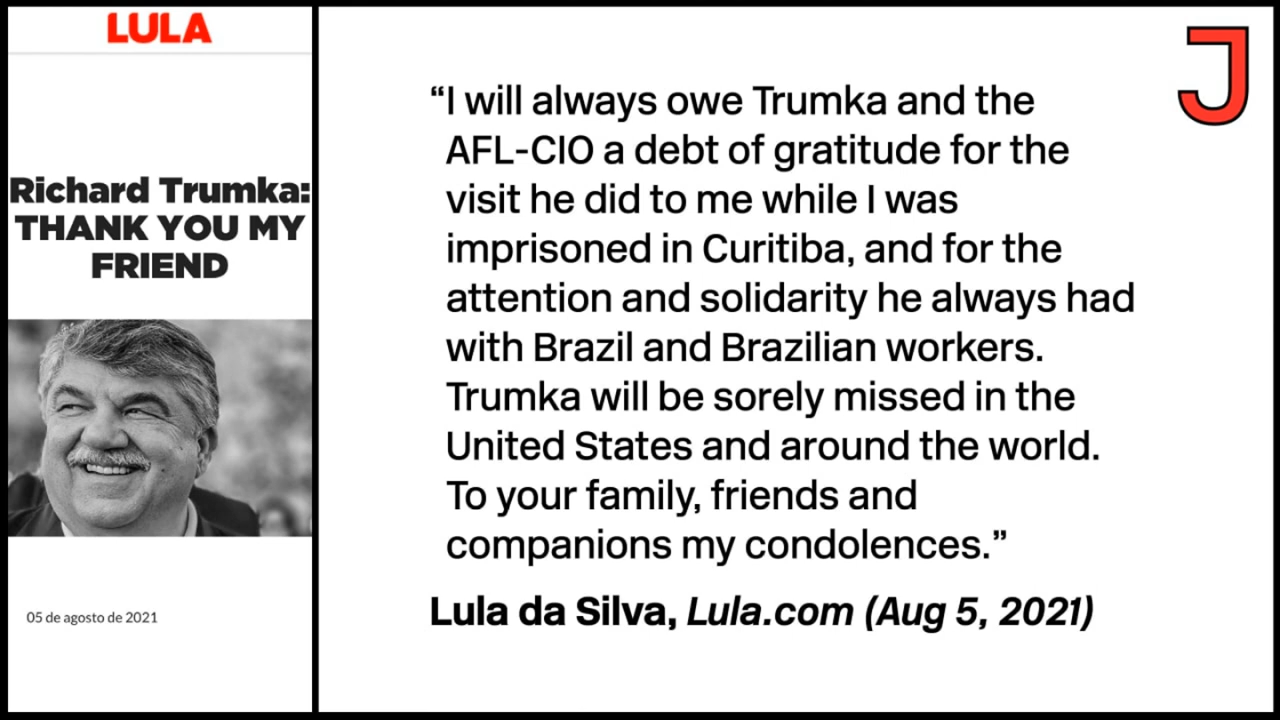 LULA
Richard Trumka:
THANK YOU MY
FRIEND
05 de agosto de 2021
J
“I will always owe Trumka and the
AFL-CIO a debt of gratitude for the
visit he did to me while I was
imprisoned in Curitiba, and for the
attention and solidarity he always had
with Brazil and Brazilian workers.
Trumka will be sorely missed in the
United States and around the world.
To your family, friends and
companions my condolences.”
Lula da Silva, Lula.com (Aug 5, 2021)